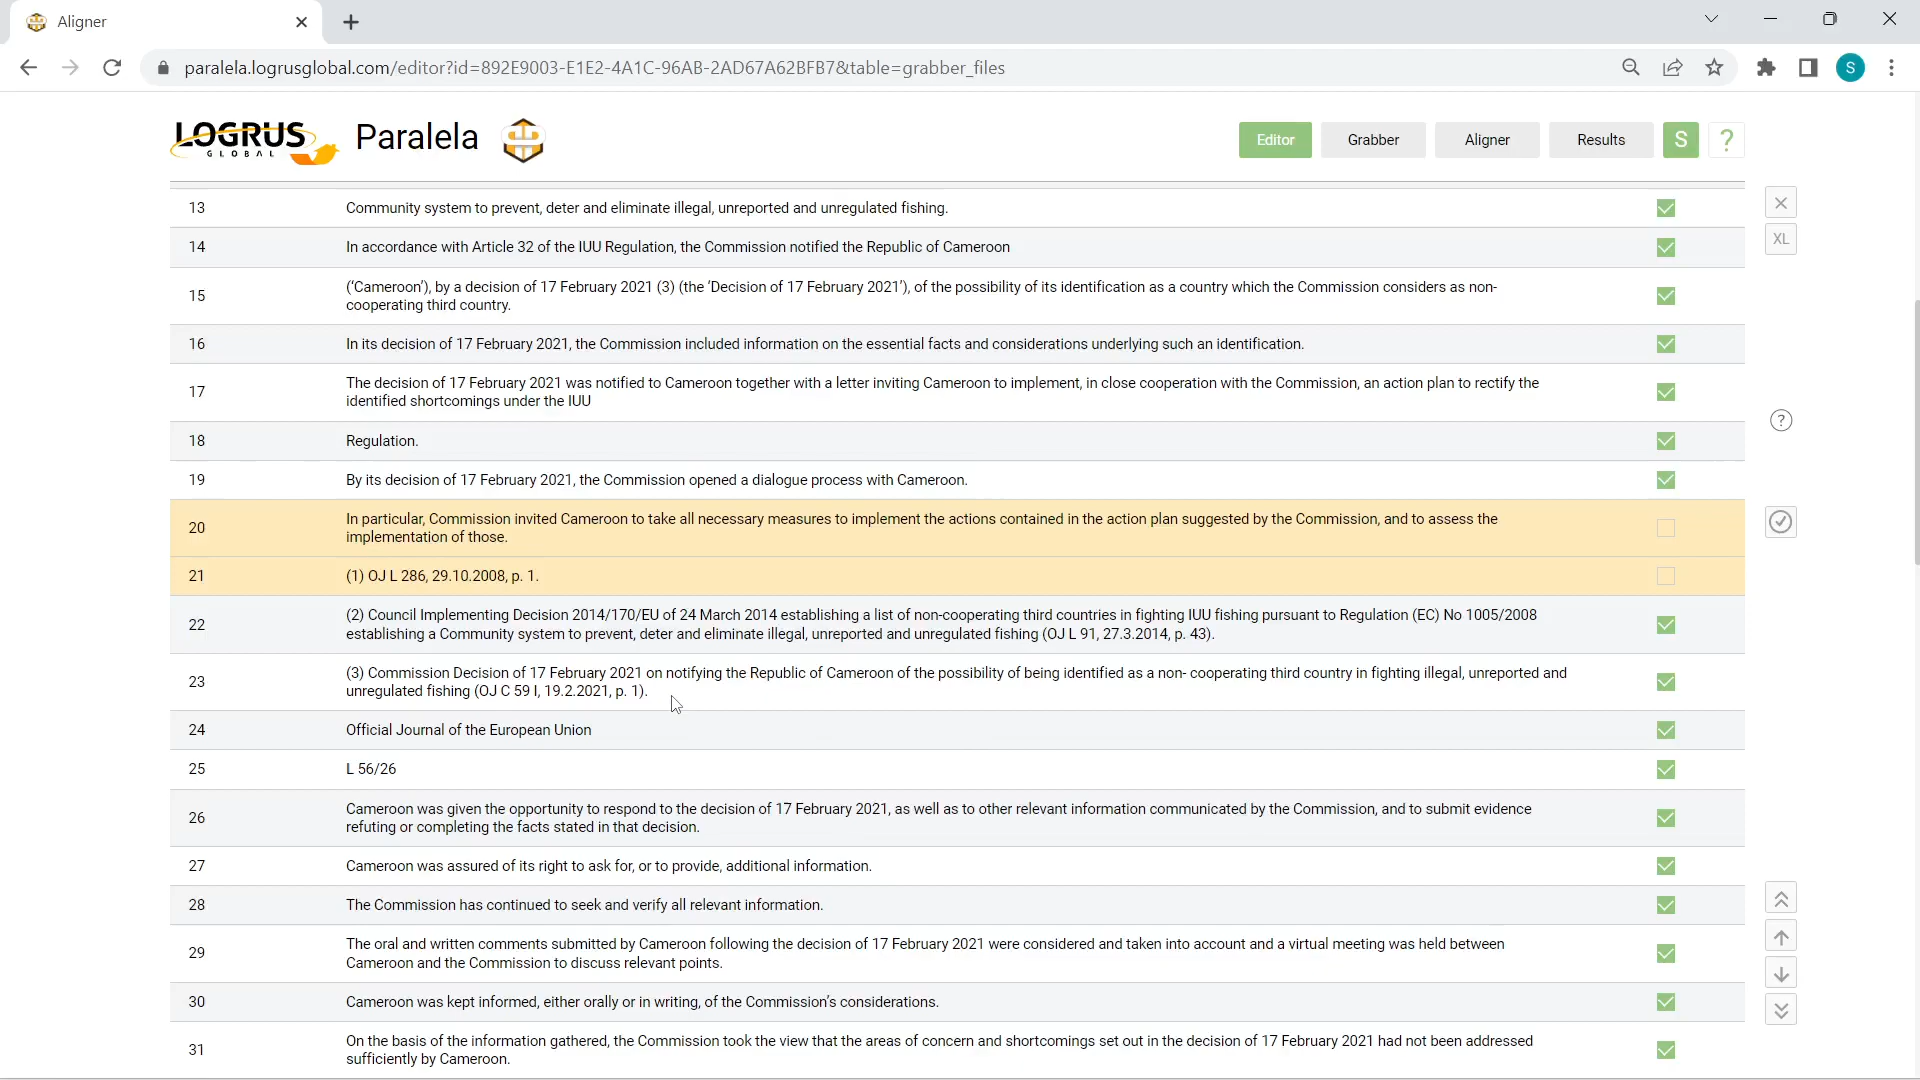 Aligner
paralela.logrusglobal.com/editor?id=892E9003-E1E2-4A1C-96AB-2AD67A62BFB7&table=grabber_files
S
LOGRUS
GLOBAL
Paralela
Editor
Grabber
Aligner
Results
S
?
13 Community system to prevent, deter and eliminate illegal, unreported and unregulated fishing.
XL
14 In accordance with Article 32 of the IUU Regulation, the Commission notified the Republic of Cameroon
15 (‘Cameroon’), by a decision of 17 February 2021 (3) (the ‘Decision of 17 February 2021’), of the possibility of its identification as a country which the Commission considers as non-
cooperating third country.
16 In its decision of 17 February 2021, the Commission included information on the essential facts and considerations underlying such an identification.
17 The decision of 17 February 2021 was notified to Cameroon together with a letter inviting Cameroon to implement, in close cooperation with the Commission, an action plan to rectify the
identified shortcomings under the IUU
?
18 Regulation.
19 By its decision of 17 February 2021, the Commission opened a dialogue process with Cameroon.
20 In particular, Commission invited Cameroon to take all necessary measures to implement the actions contained in the action plan suggested by the Commission, and to assess the
implementation of those.
21 (1) OJ L 286, 29.10.2008, p. 1.
22 (2) Council Implementing Decision 2014/170/EU of 24 March 2014 establishing a list of non-cooperating third countries in fighting IUU fishing pursuant to Regulation (EC) No 1005/2008
establishing a Community system to prevent, deter and eliminate illegal, unreported and unregulated fishing (OJ L 91, 27.3.2014, p. 43).
23 (3) Commission Decision of 17 February 2021 on notifying the Republic of Cameroon of the possibility of being identified as a non- cooperating third country in fighting illegal, unreported and
unregulated fishing (OJ C 59 I, 19.2.2021, p. 1).
24 Official Journal of the European Union
25 L 56/26
26 Cameroon was given the opportunity to respond to the decision of 17 February 2021, as well as to other relevant information communicated by the Commission, and to submit evidence
refuting or completing the facts stated in that decision.
27 Cameroon was assured of its right to ask for, or to provide, additional information.
28 The Commission has continued to seek and verify all relevant information.
29 The oral and written comments submitted by Cameroon following the decision of 17 February 2021 were considered and taken into account and a virtual meeting was held between
Cameroon and the Commission to discuss relevant points.
30 Cameroon was kept informed, either orally or in writing, of the Commission’s considerations.
31 On the basis of the information gathered, the Commission took the view that the areas of concern and shortcomings set out in the decision of 17 February 2021 had not been addressed
sufficiently by Cameroon.